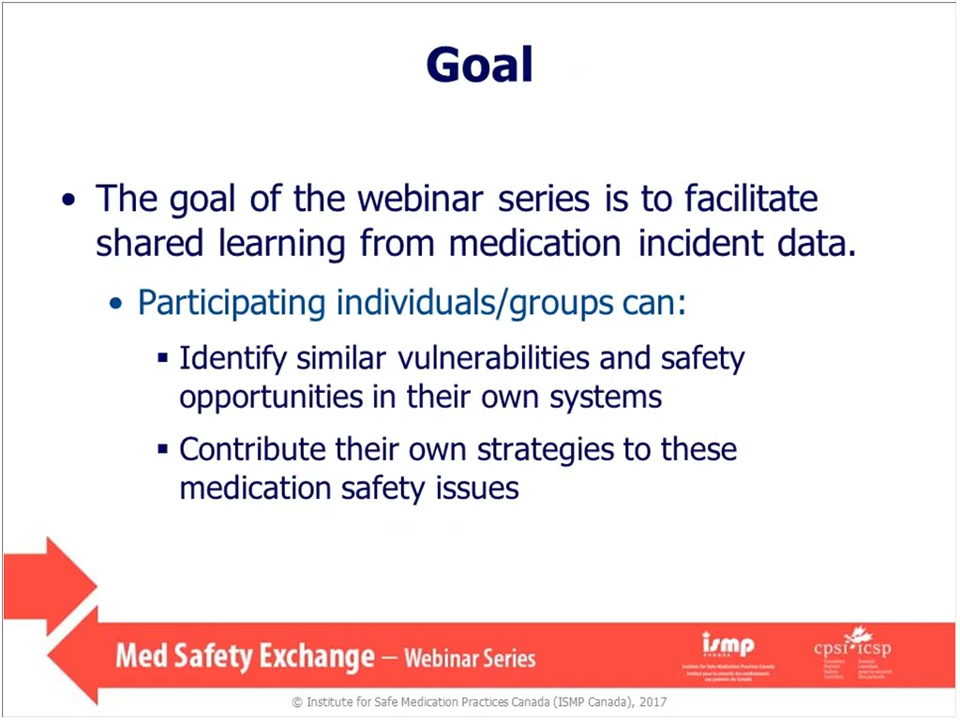 Goal
• The goal of the webinar series is to facilitate
shared learning from medication incident data.
• Participating individuals/groups can:
▪ Identify similar vulnerabilities and safety
opportunities in their own systems
▪ Contribute their own strategies to these
medication safety issues
Med Safety Exchange – Webinar Series
ismp
CANADA
Institute for Safe Medication Practices Canada
Institut pour la sécurité des médicaments
aux patients du Canada
cpsi·icsp
Canadian
Patient
Safety
Institute
Institut
canadien
pour la sécurité
des patients
© Institute for Safe Medication Practices Canada (ISMP Canada), 2017